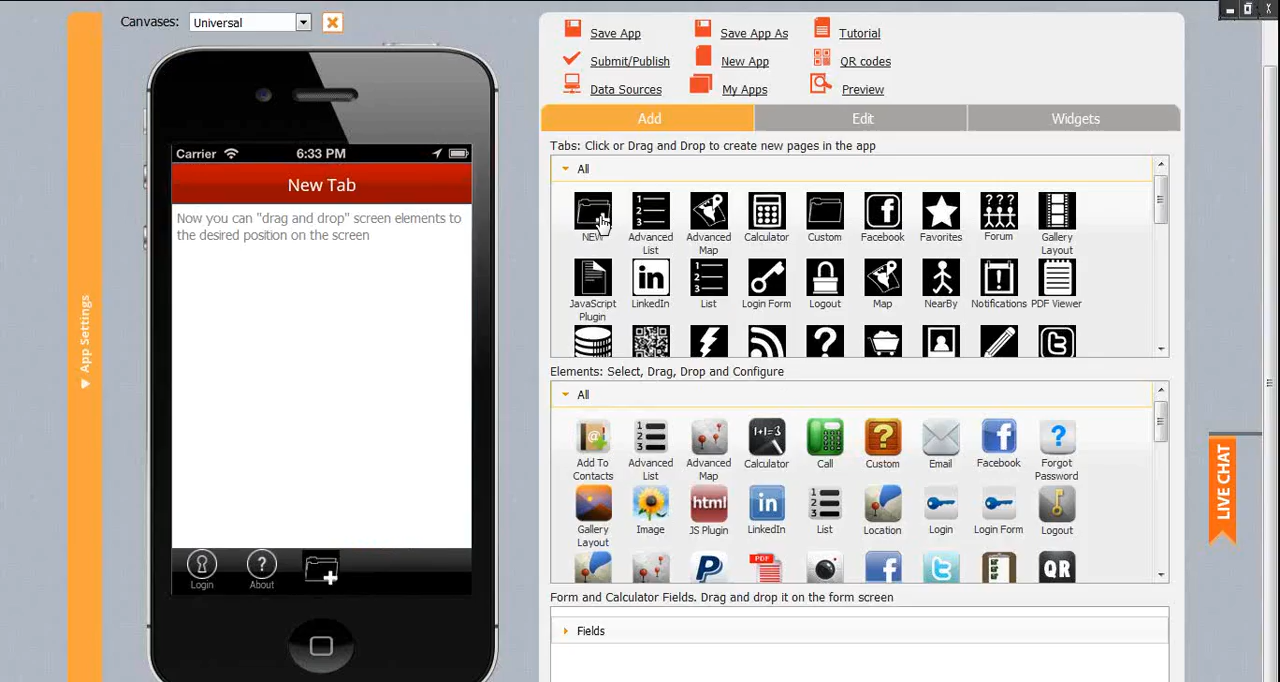 Canvases: Universal
Save App
Save App As
Tutorial
Submit/Publish
New App
QR codes
Data Sources
My Apps
Preview
Add
Edit
Widgets
Tabs: Click or Drag and Drop to create new pages in the app
All
NEW
Advanced List
Advanced Map
Calculator
Custom
Facebook
Favorites
Forum
Gallery Layout
JavaScript Plugin
LinkedIn
List
Login Form
Logout
Map
NearBy
Notifications
PDF Viewer
Elements: Select, Drag, Drop and Configure
All
1+1=3
Add To Contacts
Advanced List
Advanced Map
Calculator
Call
Custom
Email
Facebook
Forgot Password
html
Gallery Layout
Image
JS Plugin
LinkedIn
List
Location
Login
Login Form
Logout
PDF
QR
Form and Calculator Fields. Drag and drop it on the form screen
Fields
App Settings
Carrier
6:33 PM
New Tab
Now you can "drag and drop" screen elements to
the desired position on the screen
Login
About
LIVE CHAT